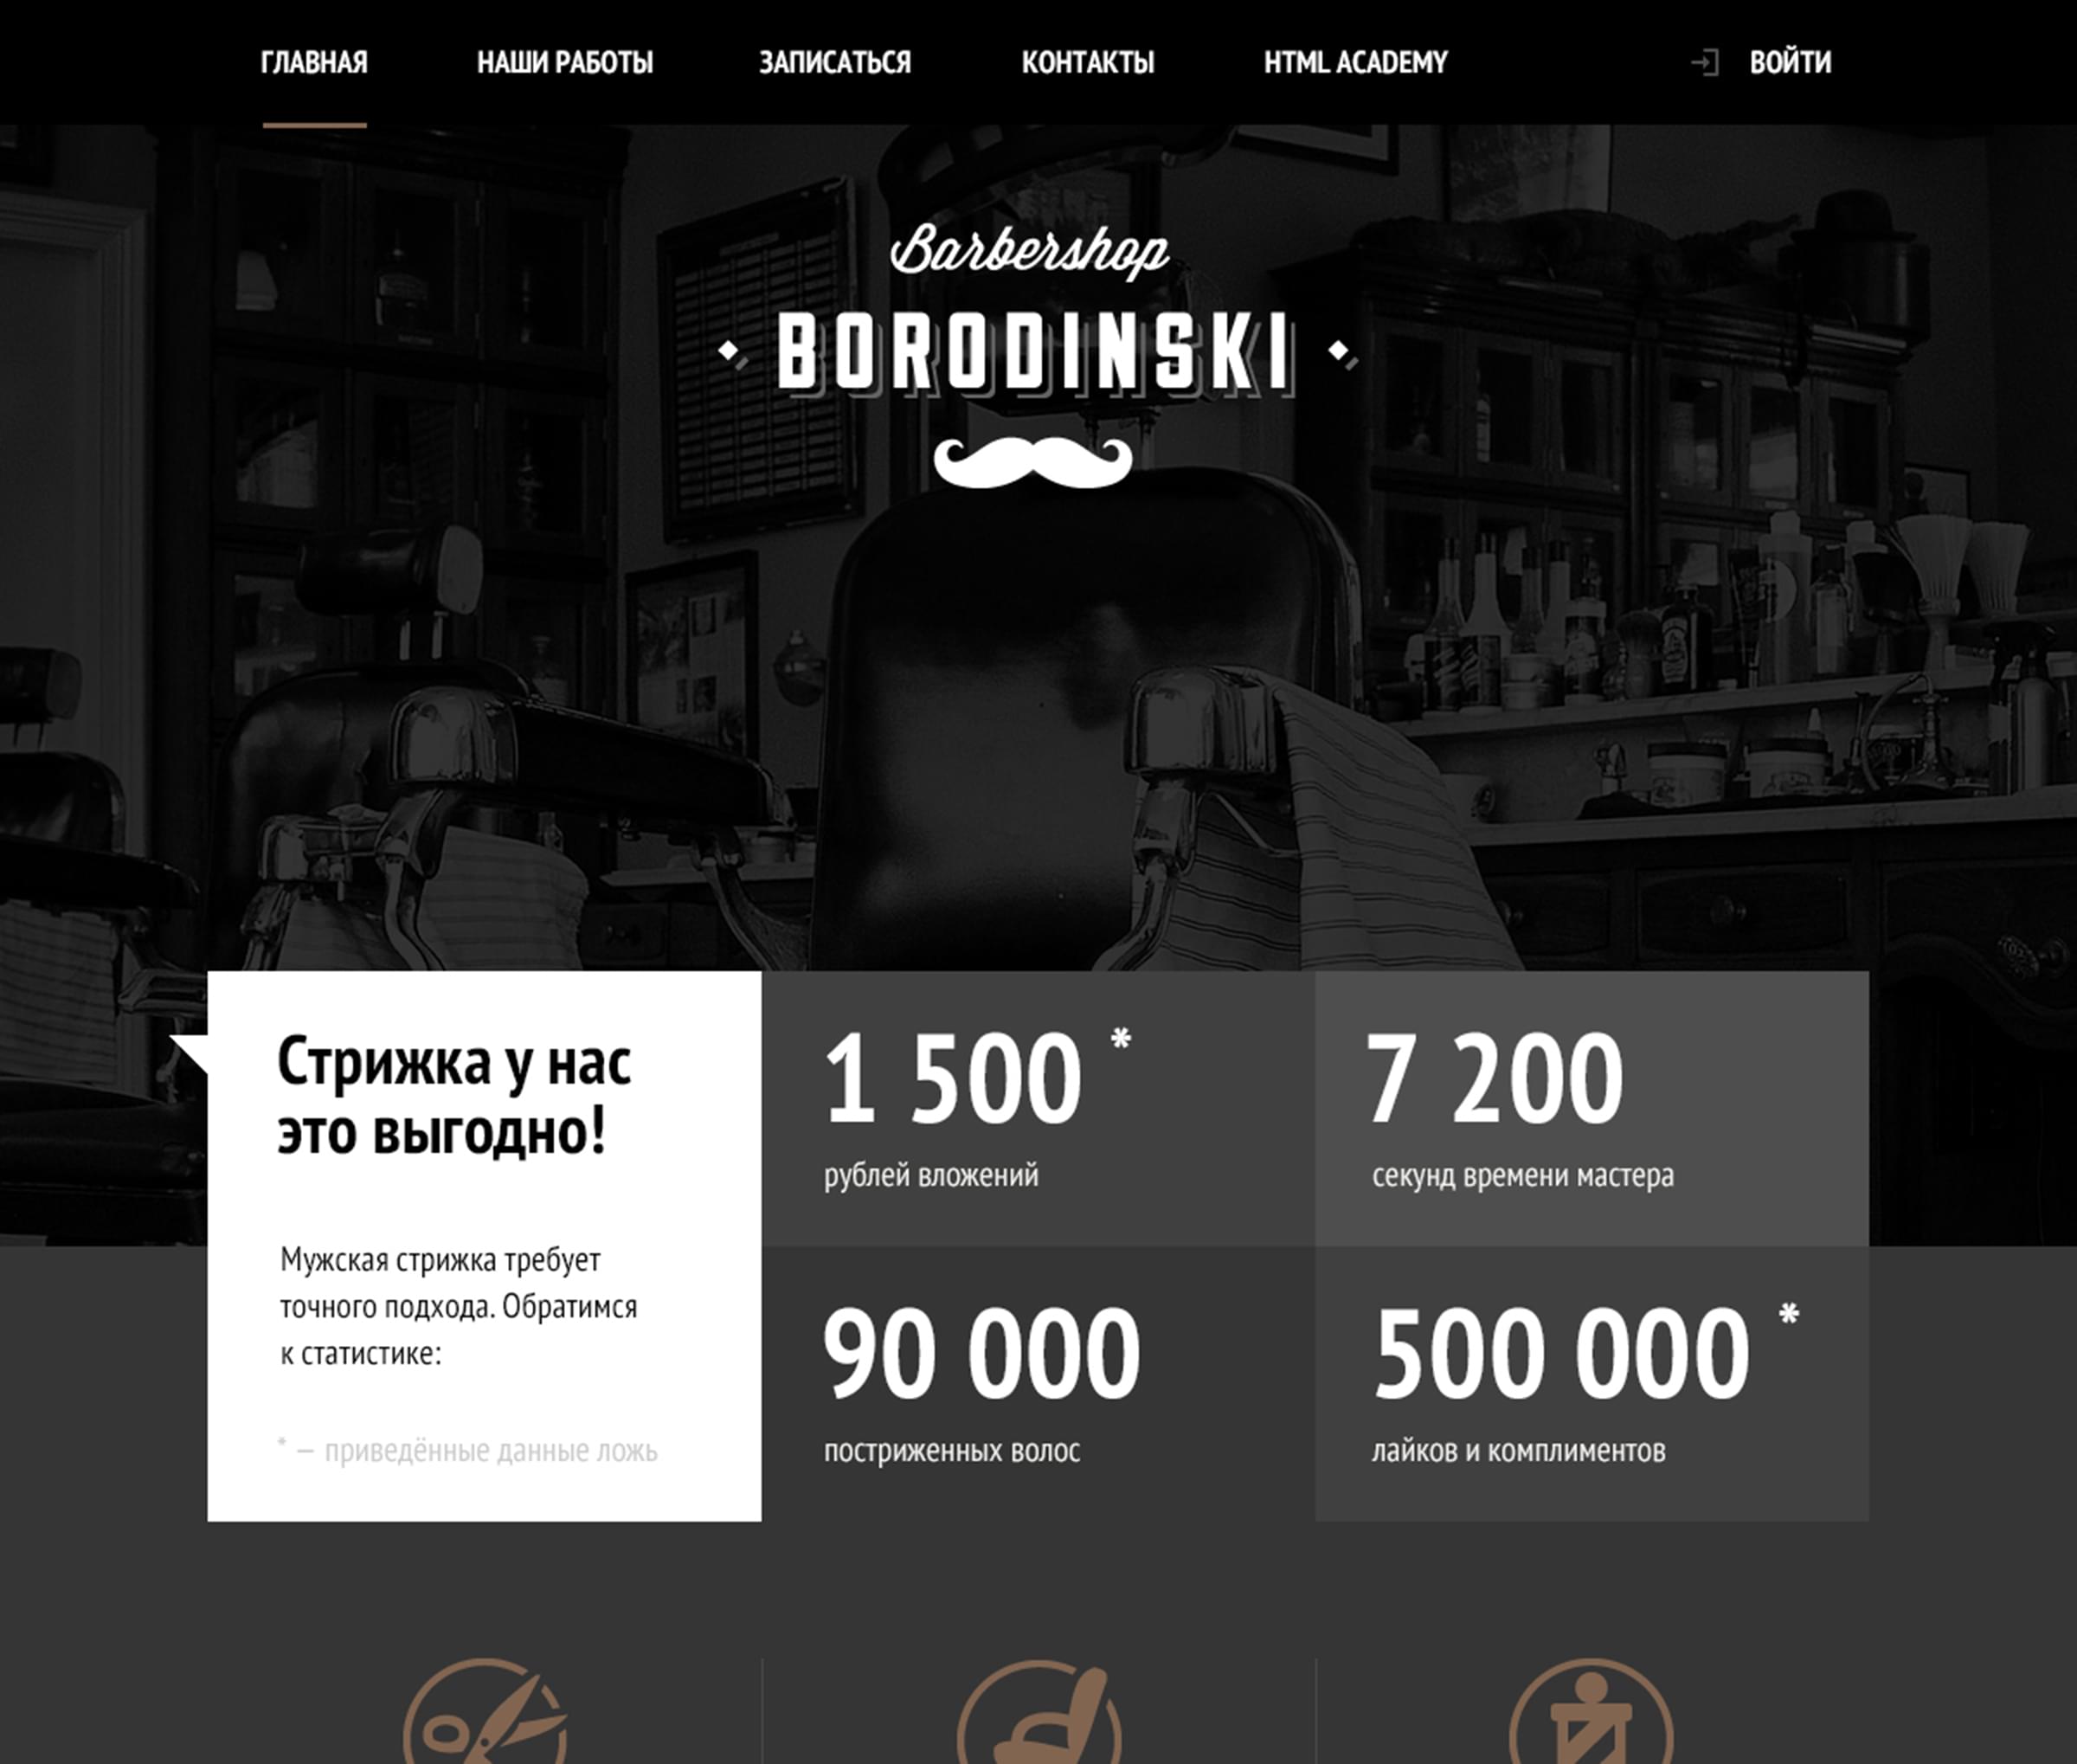 ГЛАВНАЯ
НАШИ РАБОТЫ
ЗАПИСАТЬСЯ
КОНТАКТЫ
HTML ACADEMY
ВОЙТИ
Barbershop
BORODINSKI
Стрижка у нас
это выгодно!
Мужская стрижка требует
точного подхода. Обратимся
к статистике:
* — приведённые данные ложь
1 500 *
рублей вложений
7 200
секунд времени мастера
90 000
постриженных волос
500 000 *
лайков и комплиментов